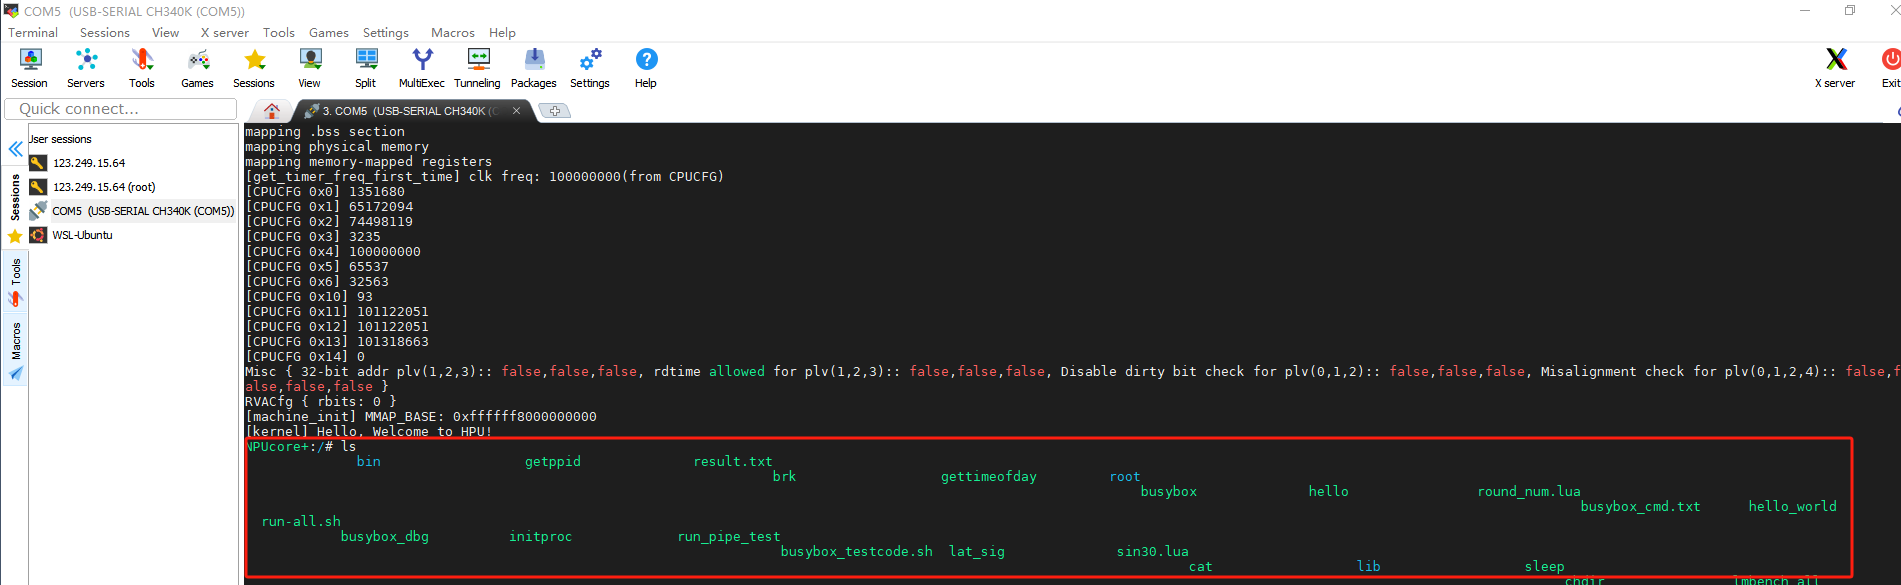 COM5 (USB-SERIAL CH340K (COM5))
Terminal Sessions View X server Tools Games Settings Macros Help
Session Servers Tools Games Sessions View Split MultiExec Tunneling Packages Settings Help X server Exit
Quick connect...
3. COM5 (USB-SERIAL CH340K (C
User sessions
123.249.15.64
123.249.15.64 (root)
COM5 (USB-SERIAL CH340K (COM5))
WSL-Ubuntu
Sessions
Tools
Macros
mapping .bss section
mapping physical memory
mapping memory-mapped registers
[get_timer_freq_first_time] clk freq: 100000000(from CPUCFG)
[CPUCFG 0x0] 1351680
[CPUCFG 0x1] 65172094
[CPUCFG 0x2] 74498119
[CPUCFG 0x3] 3235
[CPUCFG 0x4] 100000000
[CPUCFG 0x5] 65537
[CPUCFG 0x6] 32563
[CPUCFG 0x10] 93
[CPUCFG 0x11] 101122051
[CPUCFG 0x12] 101122051
[CPUCFG 0x13] 101318663
[CPUCFG 0x14] 0
Misc { 32-bit addr plv(1,2,3):: false,false,false, rdtime allowed for plv(1,2,3):: false,false,false, Disable dirty bit check for plv(0,1,2):: false,false,false, Misalignment check for plv(0,1,2,4):: false,f
alse,false,false }
RVACfg { rbits: 0 }
[machine_init] MMAP_BASE: 0xffffff8000000000
[kernel] Hello, Welcome to HPU!
NPUcore+:/# ls
bin getppid result.txt
brk gettimeofday root
busybox hello round_num.lua
busybox_cmd.txt hello_world
run-all.sh
busybox_dbg initproc run_pipe_test
busybox_testcode.sh lat_sig sin30.lua
cat lib sleep
chdir lmbench_all